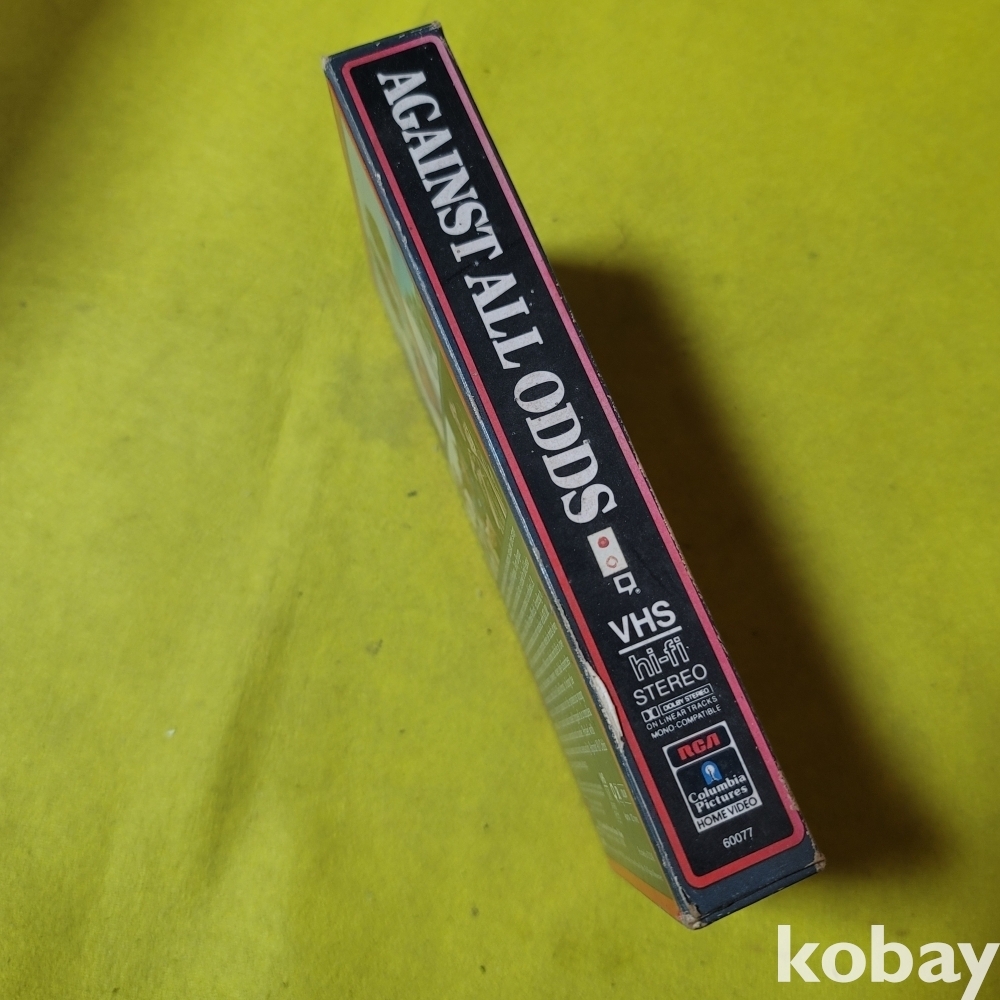 AGAINST ALL ODDS
VHS
hi-fi
STEREO
DOLBY STEREO
ON LINEAR TRACKS
MONO-COMPATIBLE
RCA
Columbia
Pictures
HOME VIDEO
60077
kobay